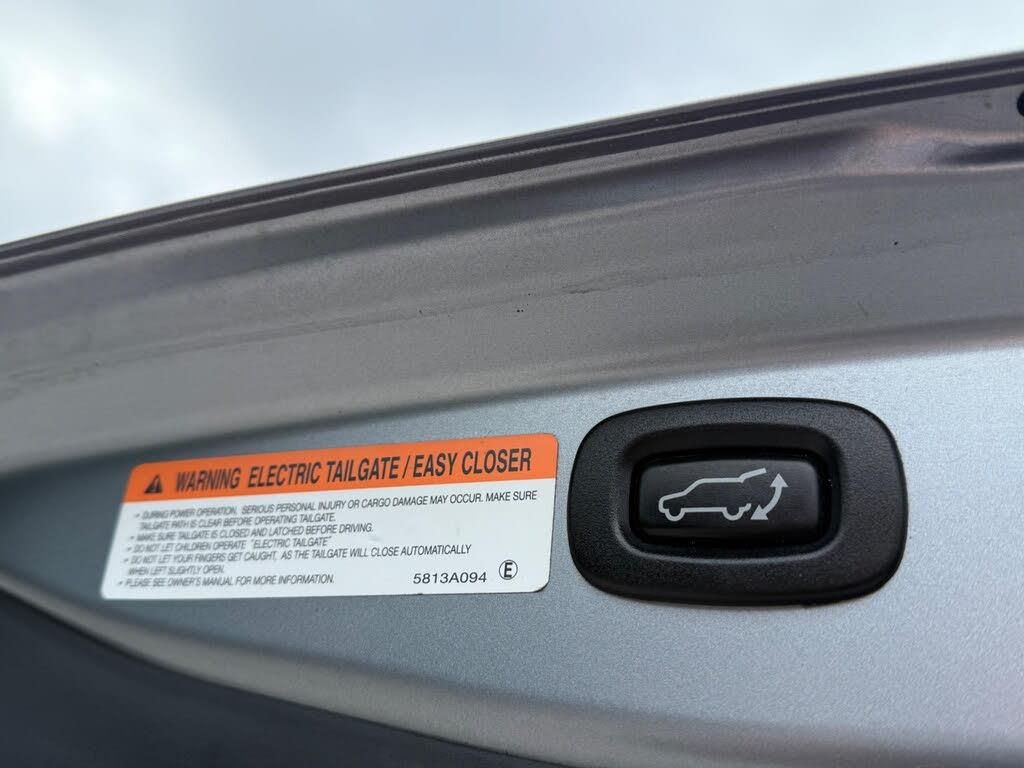 WARNING ELECTRIC TAILGATE / EASY CLOSER
DURING POWER OPERATION, SERIOUS PERSONAL INJURY OR CARGO DAMAGE MAY OCCUR. MAKE SURE
TAILGATE PATH IS CLEAR BEFORE OPERATING TAILGATE.
MAKE SURE TAILGATE IS CLOSED AND LATCHED BEFORE DRIVING.
DO NOT LET CHILDREN OPERATE "ELECTRIC TAILGATE"
DO NOT LET YOUR FINGERS GET CAUGHT, AS THE TAILGATE WILL CLOSE AUTOMATICALLY
WHEN LEFT SLIGHTLY OPEN.
PLEASE SEE OWNER'S MANUAL FOR MORE INFORMATION.
5813A094 Ⓔ